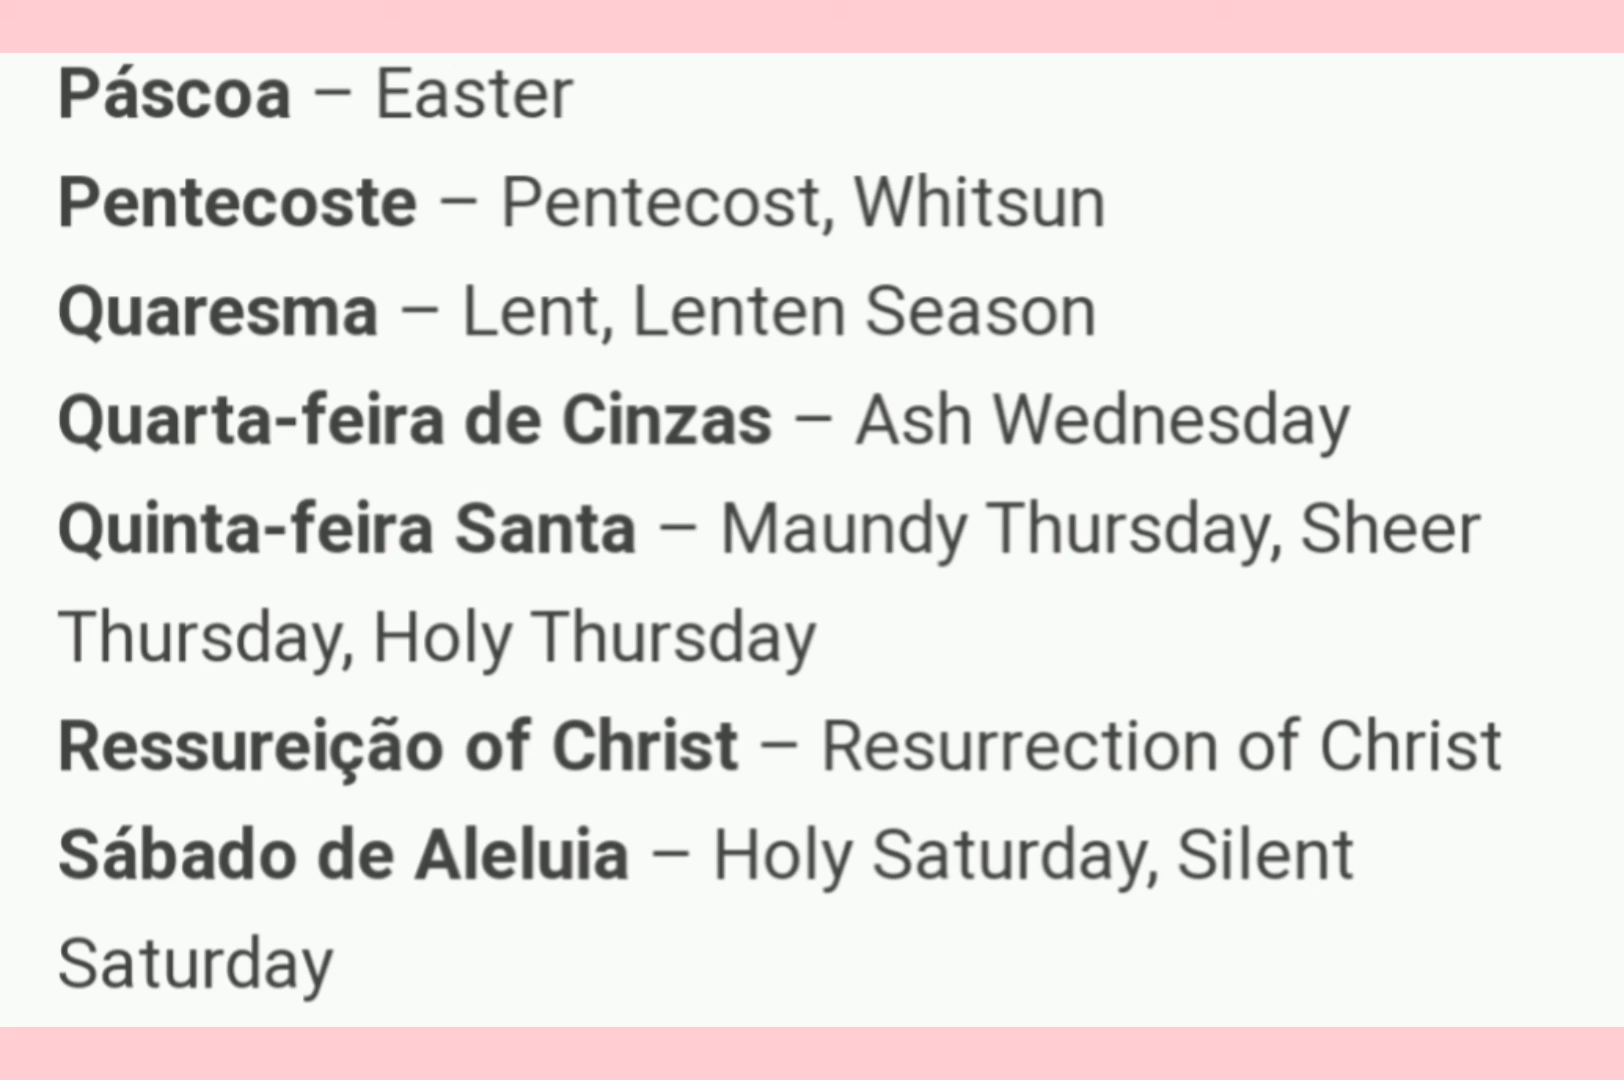 Páscoa – Easter
Pentecoste – Pentecost, Whitsun
Quaresma – Lent, Lenten Season
Quarta-feira de Cinzas – Ash Wednesday
Quinta-feira Santa – Maundy Thursday, Sheer
Thursday, Holy Thursday
Ressureição of Christ – Resurrection of Christ
Sábado de Aleluia – Holy Saturday, Silent
Saturday